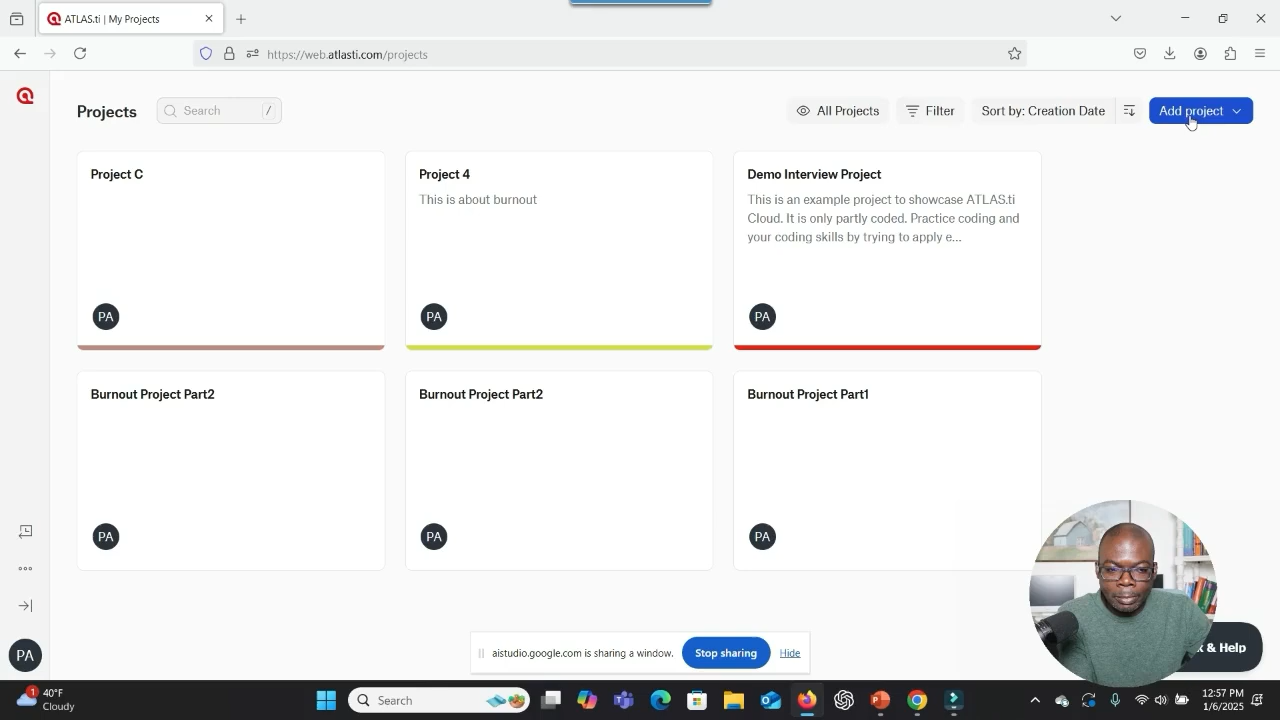 ATLAS.ti | My Projects
https://web.atlasti.com/projects
Projects
Search
/
All Projects
Filter
Sort by: Creation Date
Add project
Project C
Project 4
Demo Interview Project
This is about burnout
This is an example project to showcase ATLAS.ti
Cloud. It is only partly coded. Practice coding and
your coding skills by trying to apply e...
PA
PA
PA
Burnout Project Part2
Burnout Project Part2
Burnout Project Part1
PA
PA
PA
PA
aistudio.google.com is sharing a window.
Stop sharing
Hide
& Help
1
40°F
Cloudy
Search
12:57 PM
1/6/2025